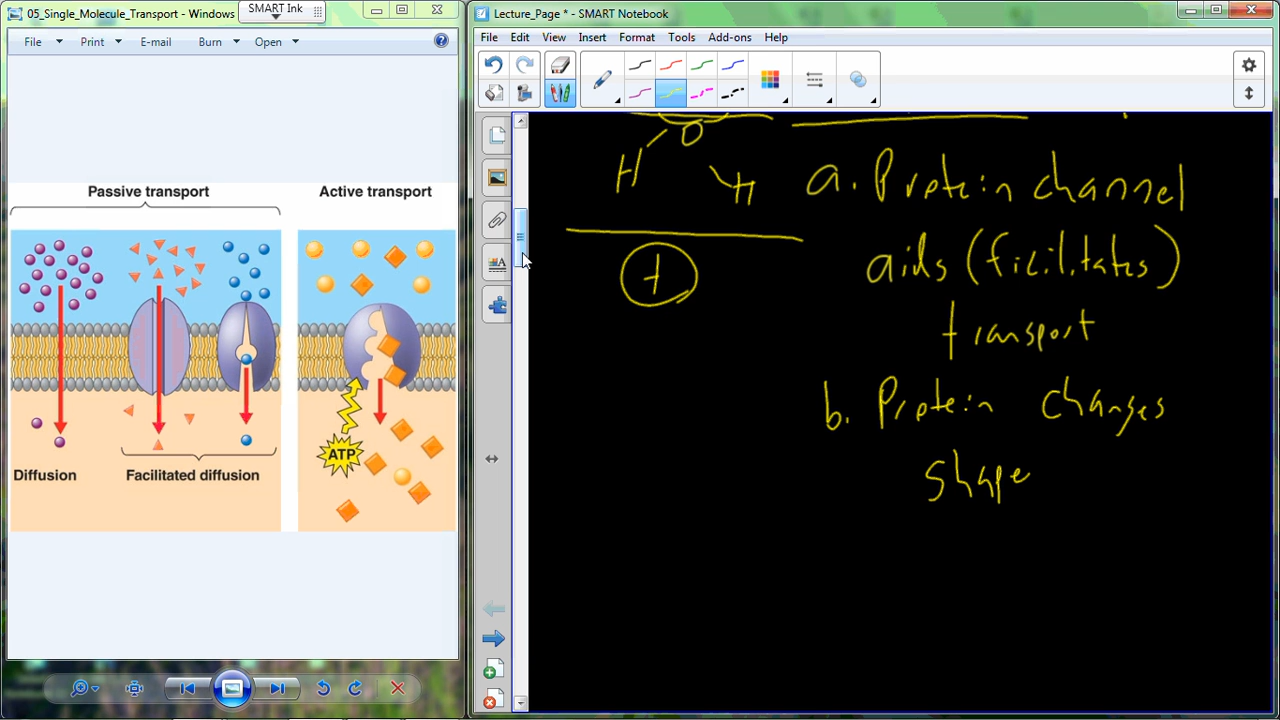 05_Single_Molecule_Transport - Windows
SMART Ink
File Print E-mail Burn Open
Passive transport
Active transport
ATP
Diffusion
Facilitated diffusion
Lecture_Page * - SMART Notebook
File Edit View Insert Format Tools Add-ons Help
O
H
H
+
a. Protein channel
aids (ficilitates)
transport
b. Protein changes
shape